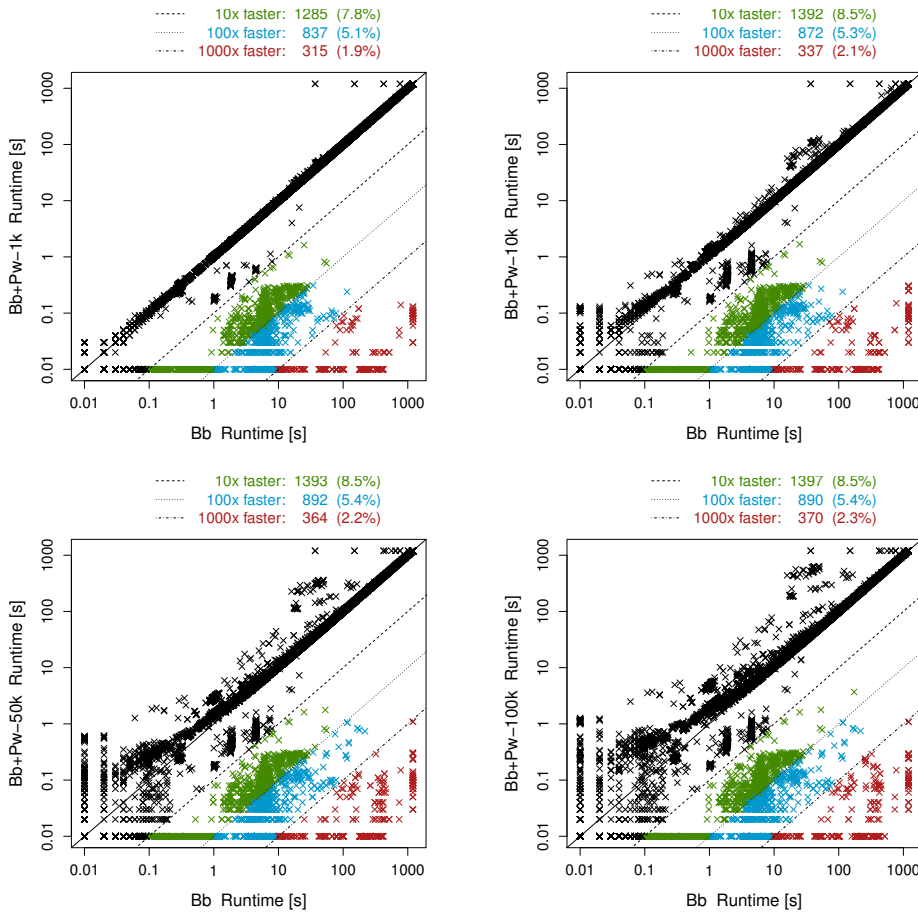 10x faster: 1285 (7.8%)
100x faster: 837 (5.1%)
1000x faster: 315 (1.9%)
Bb+Pw−1k Runtime [s]
1000
100
10
1
0.1
0.01
0.01 0.1 1 10 100 1000
Bb Runtime [s]
10x faster: 1392 (8.5%)
100x faster: 872 (5.3%)
1000x faster: 337 (2.1%)
Bb+Pw−10k Runtime [s]
1000
100
10
1
0.1
0.01
0.01 0.1 1 10 100 1000
Bb Runtime [s]
10x faster: 1393 (8.5%)
100x faster: 892 (5.4%)
1000x faster: 364 (2.2%)
Bb+Pw−50k Runtime [s]
1000
100
10
1
0.1
0.01
0.01 0.1 1 10 100 1000
Bb Runtime [s]
10x faster: 1397 (8.5%)
100x faster: 890 (5.4%)
1000x faster: 370 (2.3%)
Bb+Pw−100k Runtime [s]
1000
100
10
1
0.1
0.01
0.01 0.1 1 10 100 1000
Bb Runtime [s]